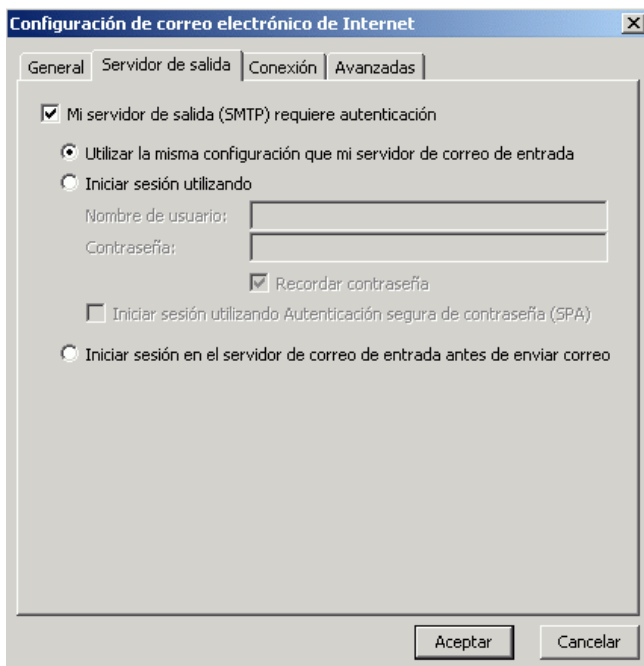 Configuración de correo electrónico de Internet
General Servidor de salida Conexión Avanzadas
Mi servidor de salida (SMTP) requiere autenticación
Utilizar la misma configuración que mi servidor de correo de entrada
Iniciar sesión utilizando
Nombre de usuario:
Contraseña:
Recordar contraseña
Iniciar sesión utilizando Autenticación segura de contraseña (SPA)
Iniciar sesión en el servidor de correo de entrada antes de enviar correo
Aceptar Cancelar